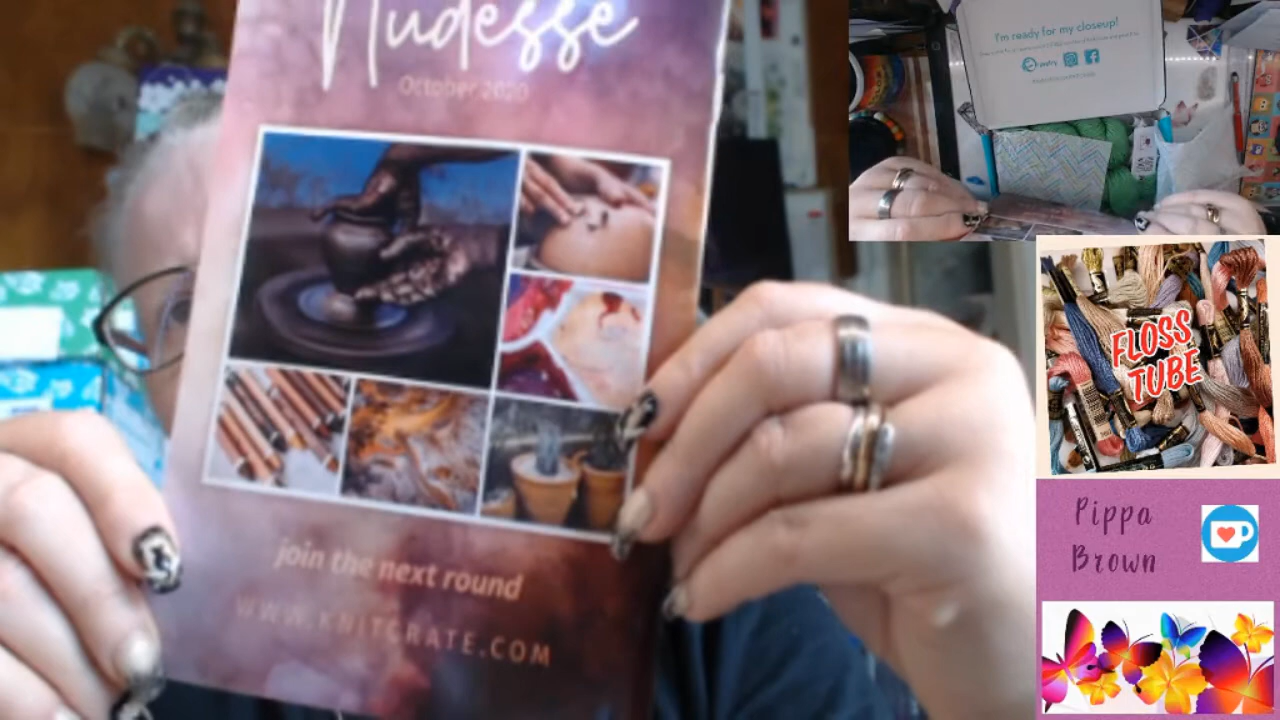 Nudesse
October 2020
join the next round
WWW.KNITCRATE.COM
I'm ready for my closeup!
FLOSS
TUBE
Pippa
Brown